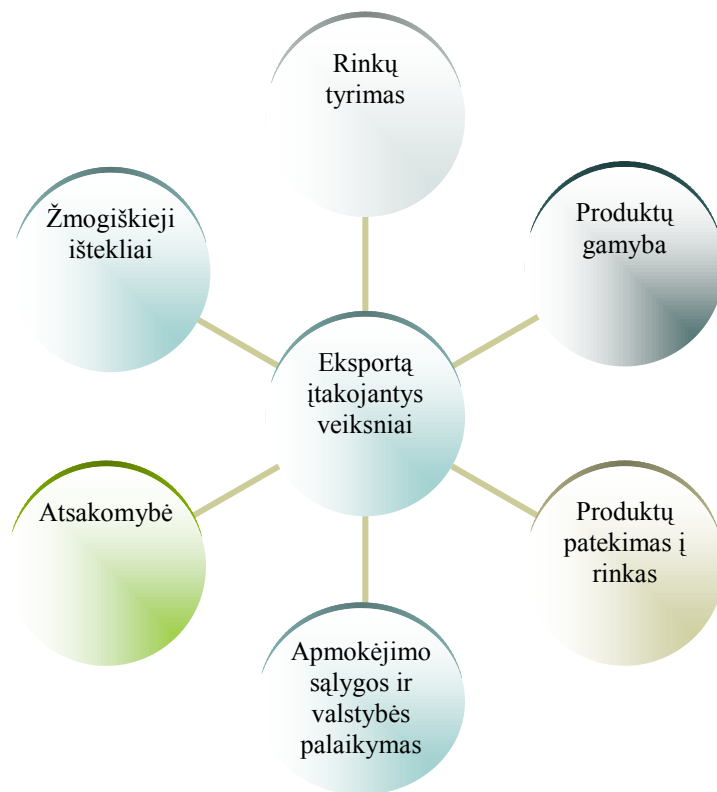 Rinkų
tyrimas
Žmogiškieji
ištekliai
Produktų
gamyba
Eksportą
įtakojantys
veiksniai
Atsakomybė
Produktų
patekimas į
rinkas
Apmokėjimo
sąlygos ir
valstybės
palaikymas